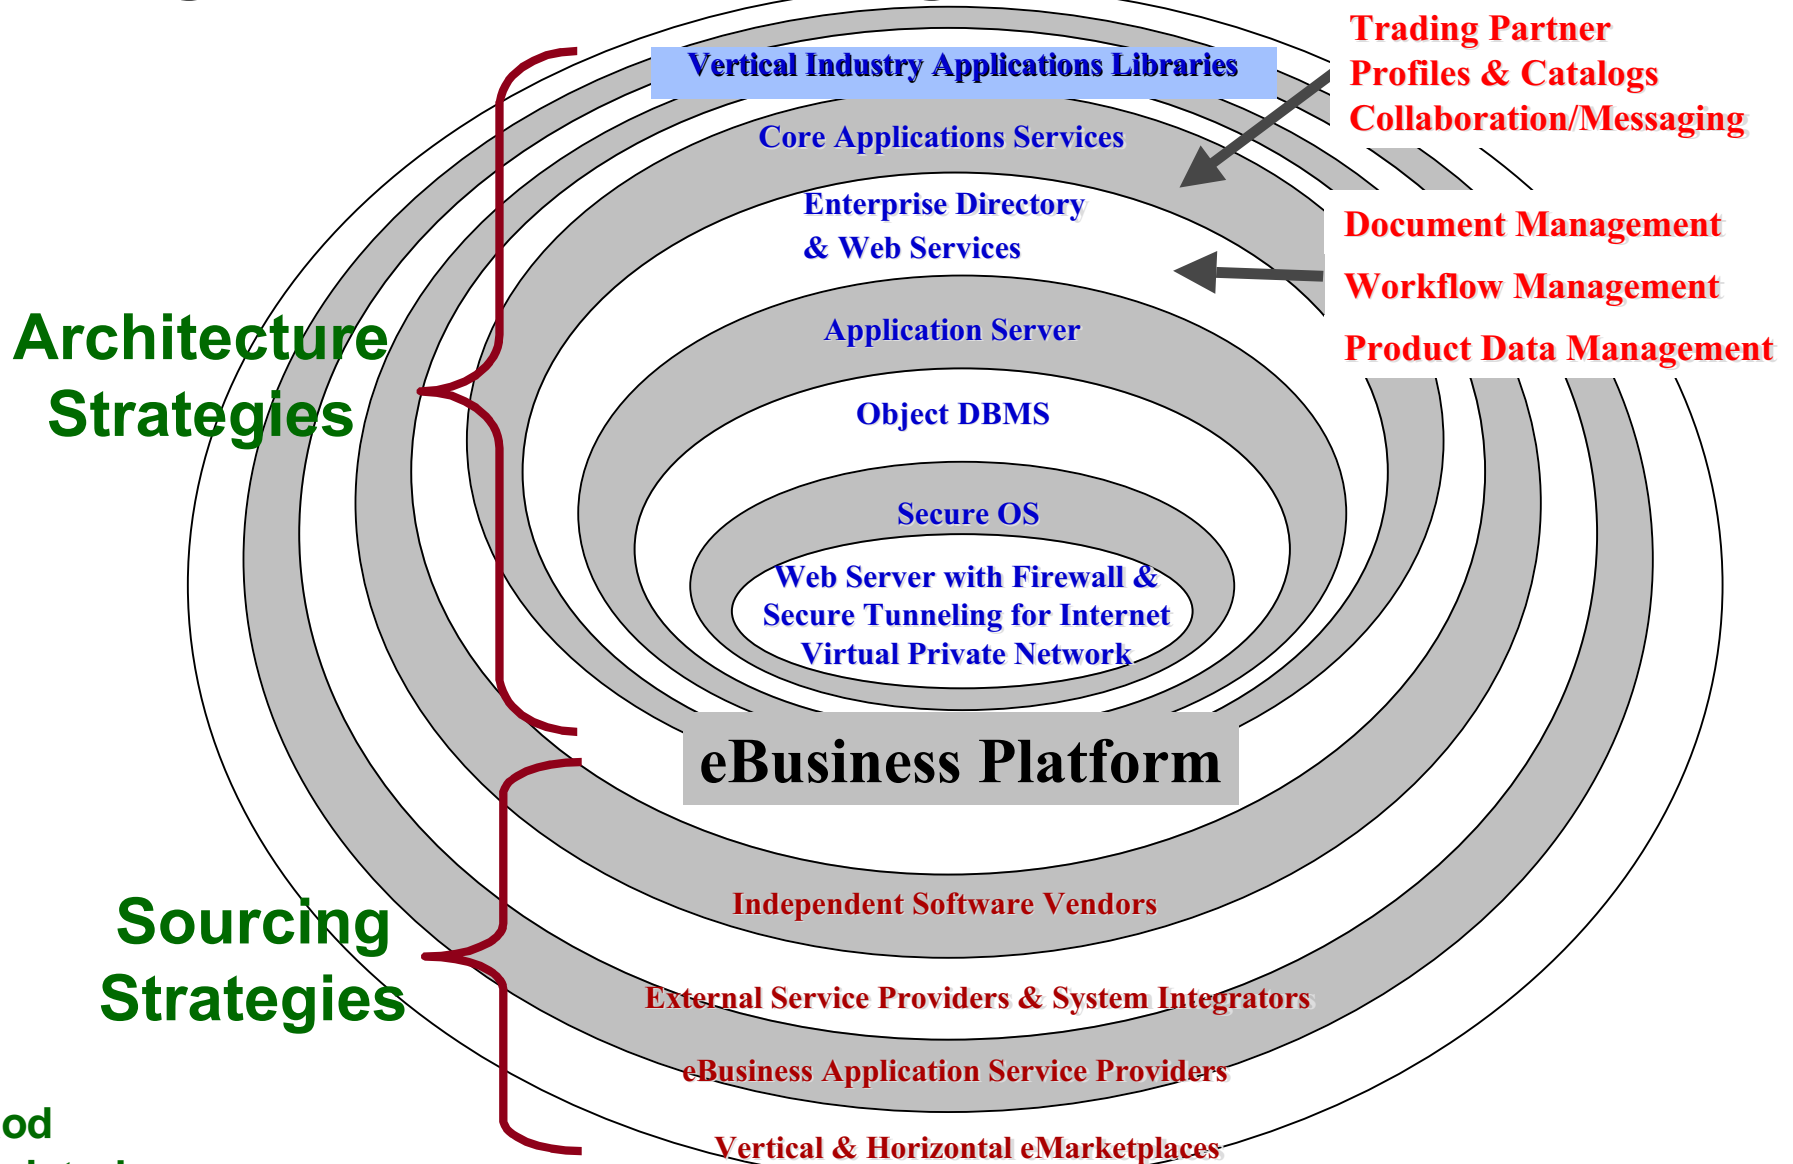 Trading Partner
Profiles & Catalogs
Collaboration/Messaging
Vertical Industry Applications Libraries
Core Applications Services
Enterprise Directory
& Web Services
Document Management
Workflow Management
Product Data Management
Application Server
Architecture
Strategies
Object DBMS
Secure OS
Web Server with Firewall &
Secure Tunneling for Internet
Virtual Private Network
eBusiness Platform
Sourcing
Strategies
Independent Software Vendors
External Service Providers & System Integrators
eBusiness Application Service Providers
Vertical & Horizontal eMarketplaces
od